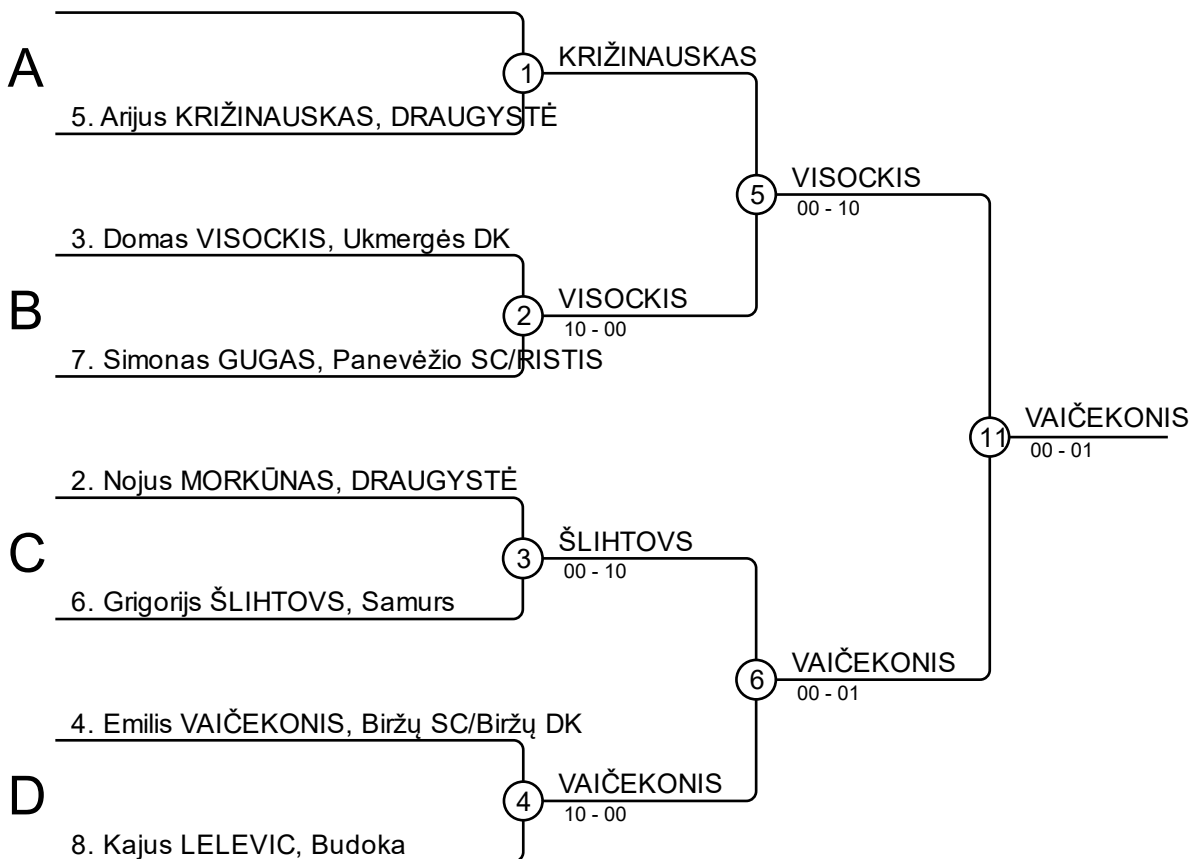 A
5. Arijus KRIŽINAUSKAS, DRAUGYSTĖ
1
KRIŽINAUSKAS
3. Domas VISOCKIS, Ukmergės DK
B
7. Simonas GUGAS, Panevėžio SC/RISTIS
2
VISOCKIS
10 - 00
5
VISOCKIS
00 - 10
2. Nojus MORKŪNAS, DRAUGYSTĖ
C
6. Grigorijs ŠLIHTOVS, Samurs
3
ŠLIHTOVS
00 - 10
4. Emilis VAIČEKONIS, Biržų SC/Biržų DK
D
8. Kajus LELEVIC, Budoka
4
VAIČEKONIS
10 - 00
6
VAIČEKONIS
00 - 01
11
VAIČEKONIS
00 - 01